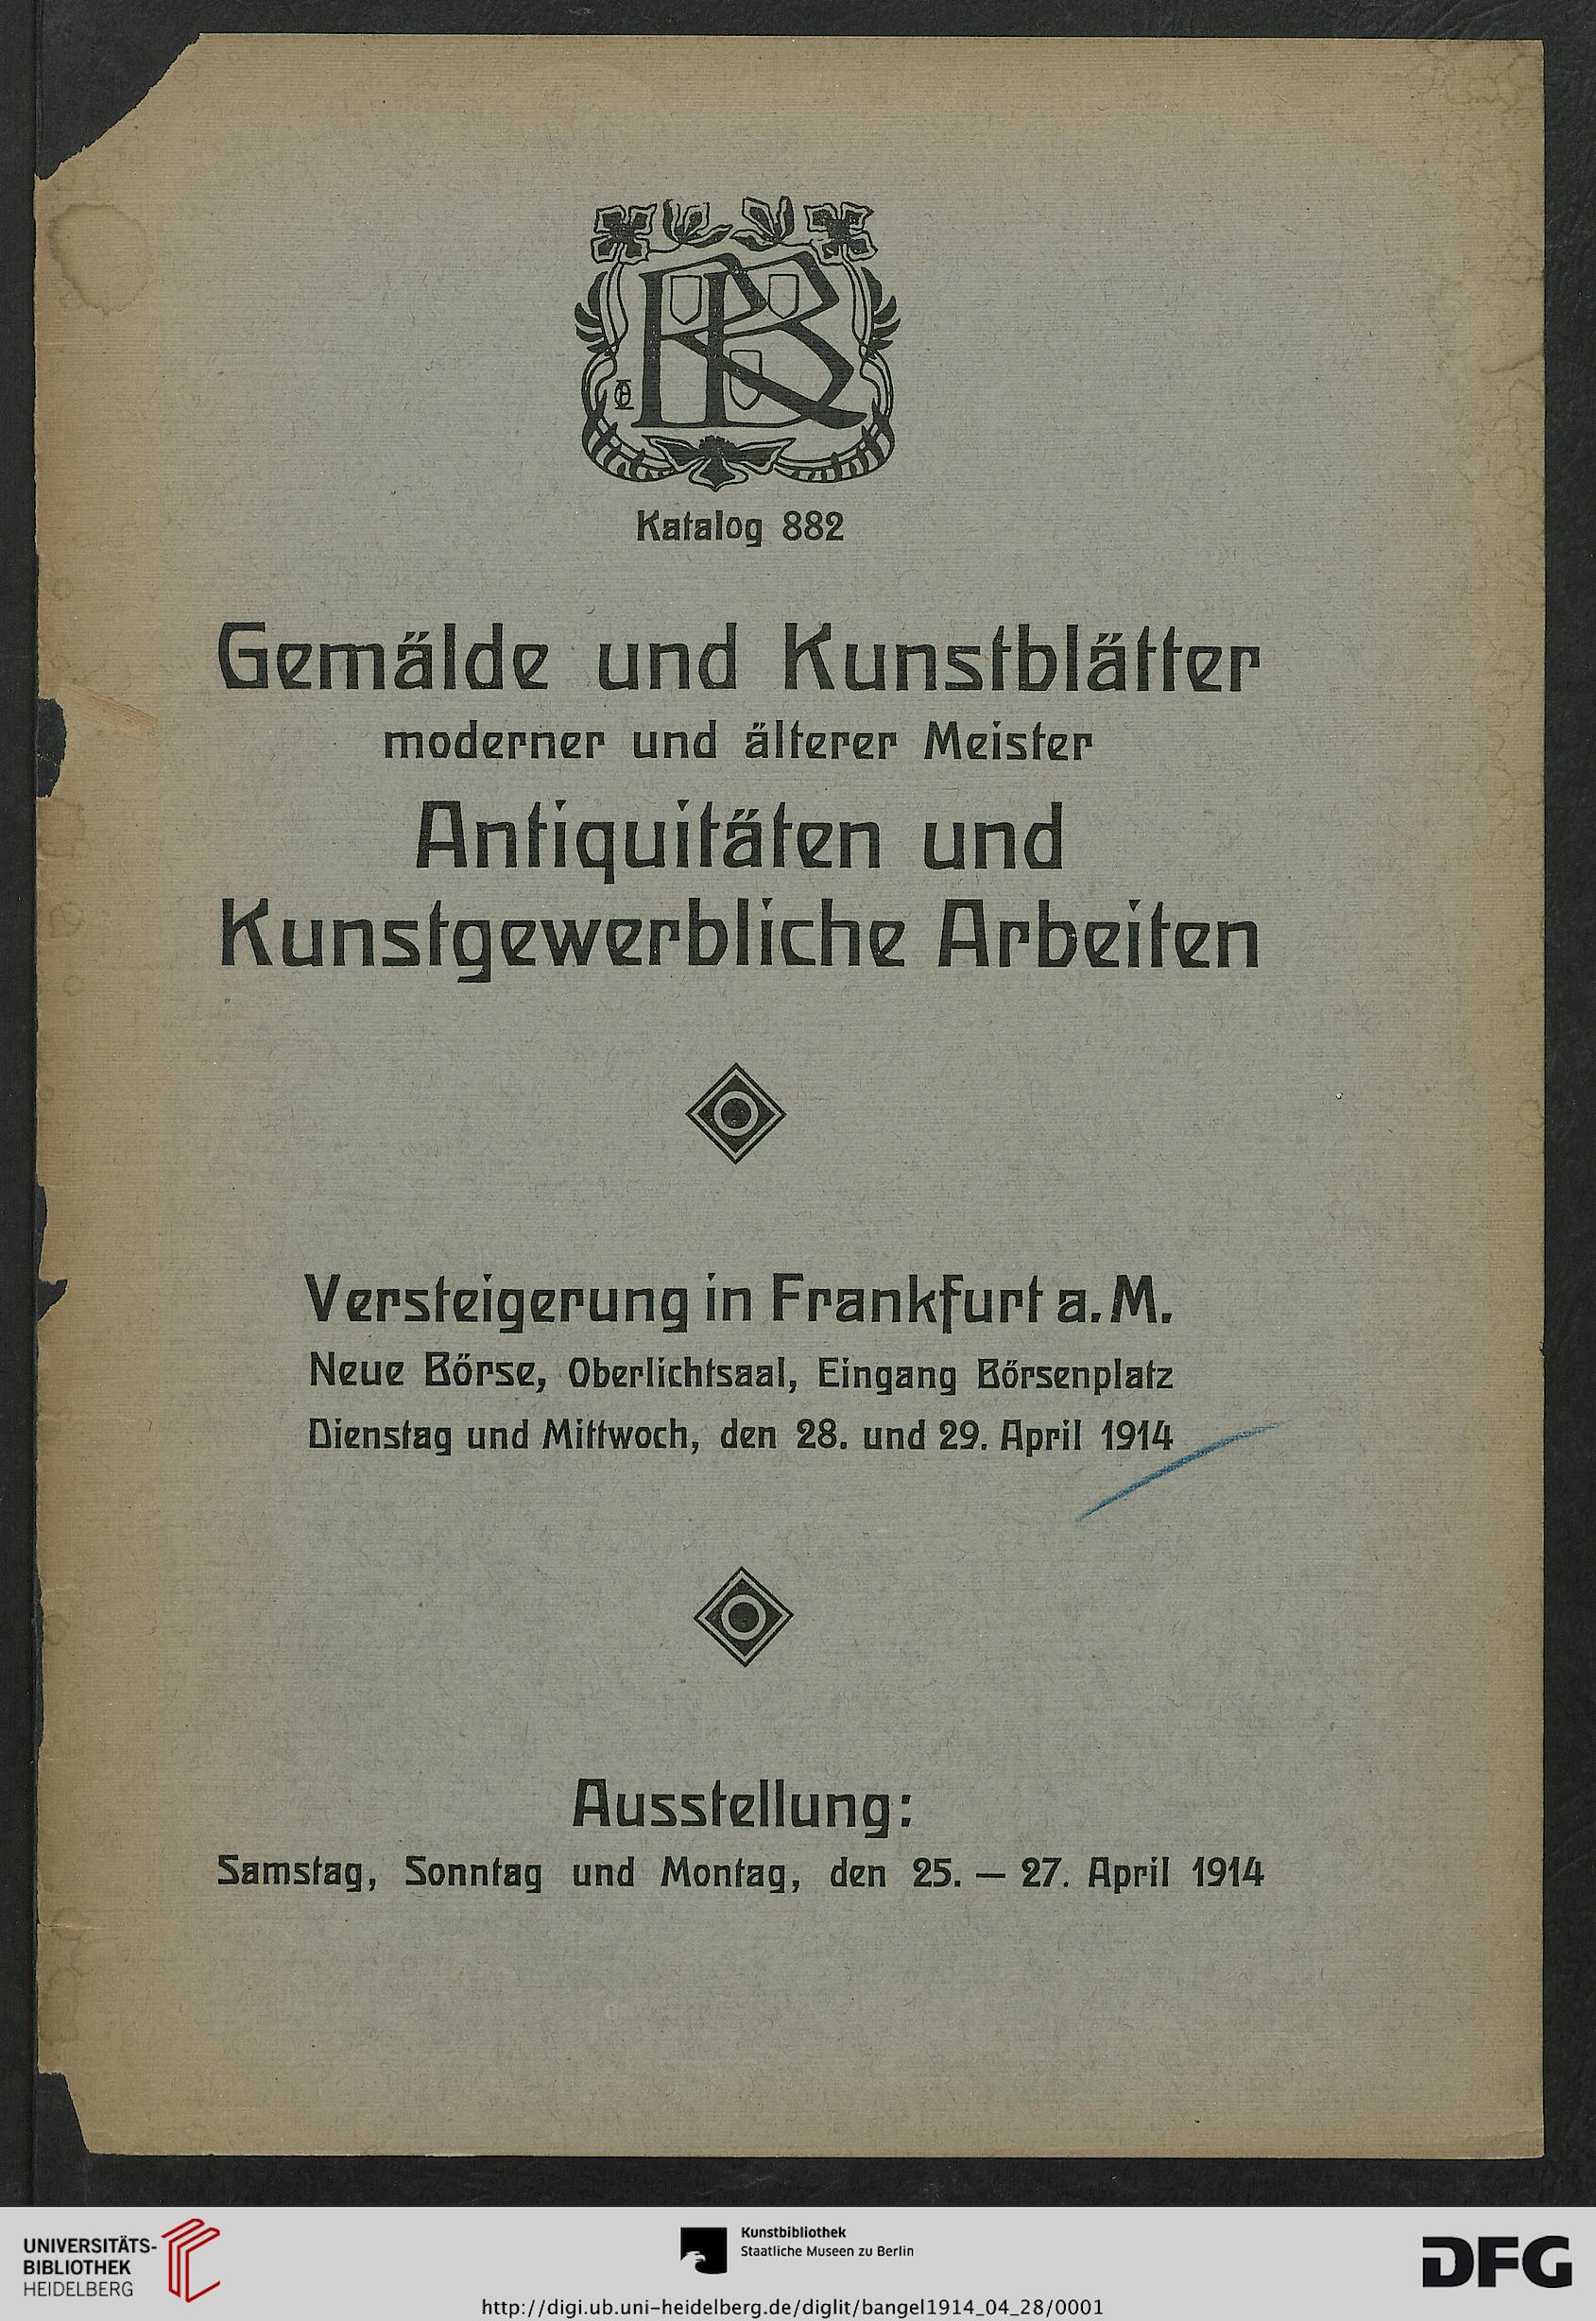 RB
Katalog 882
Gemälde und Kunstblätter
moderner und älterer Meister
Antiquitäten und
Kunstgewerbliche Arbeiten
Versteigerung in Frankfurt a. M.
Neue Börse, Oberlichtsaal, Eingang Börsenplatz
Dienstag und Mittwoch, den 28. und 29. April 1914
Ausstellung:
Samstag, Sonntag und Montag, den 25. — 27. April 1914
UNIVERSITÄTS-
BIBLIOTHEK
HEIDELBERG
Kunstbibliothek
Staatliche Museen zu Berlin
DFG
http://digi.ub.uni-heidelberg.de/diglit/bangel1914_04_28/0001